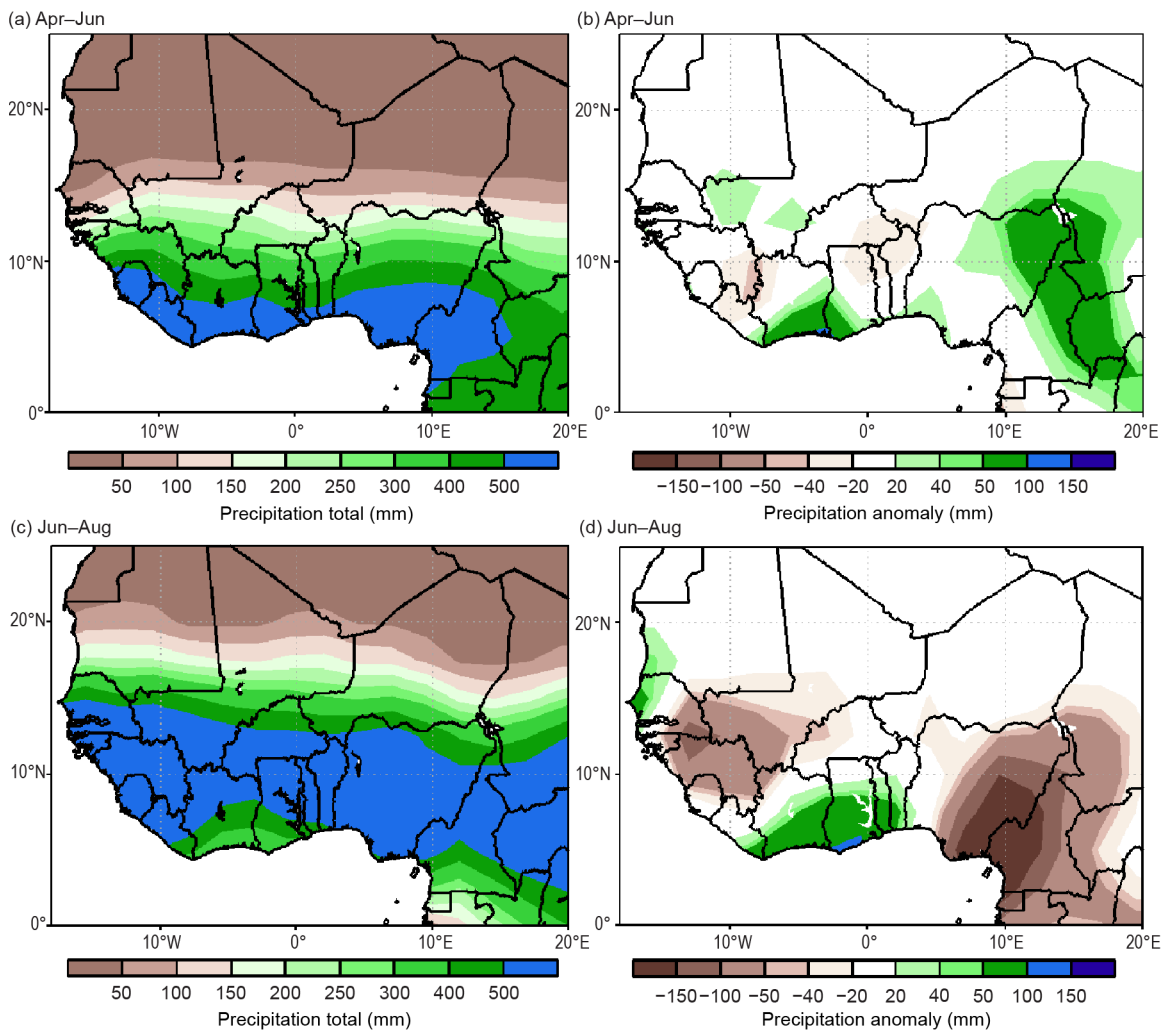 (a) Apr–Jun
(b) Apr–Jun
20°N
20°N
10°N
10°N
0°
0°
10°W 0° 10°E 20°E
10°W 0° 10°E 20°E
50 100 150 200 250 300 400 500
−150 −100 −50 −40 −20 20 40 50 100 150
Precipitation total (mm)
Precipitation anomaly (mm)
(c) Jun–Aug
(d) Jun–Aug
20°N
20°N
10°N
10°N
0°
0°
10°W 0° 10°E 20°E
10°W 0° 10°E 20°E
50 100 150 200 250 300 400 500
−150 −100 −50 −40 −20 20 40 50 100 150
Precipitation total (mm)
Precipitation anomaly (mm)